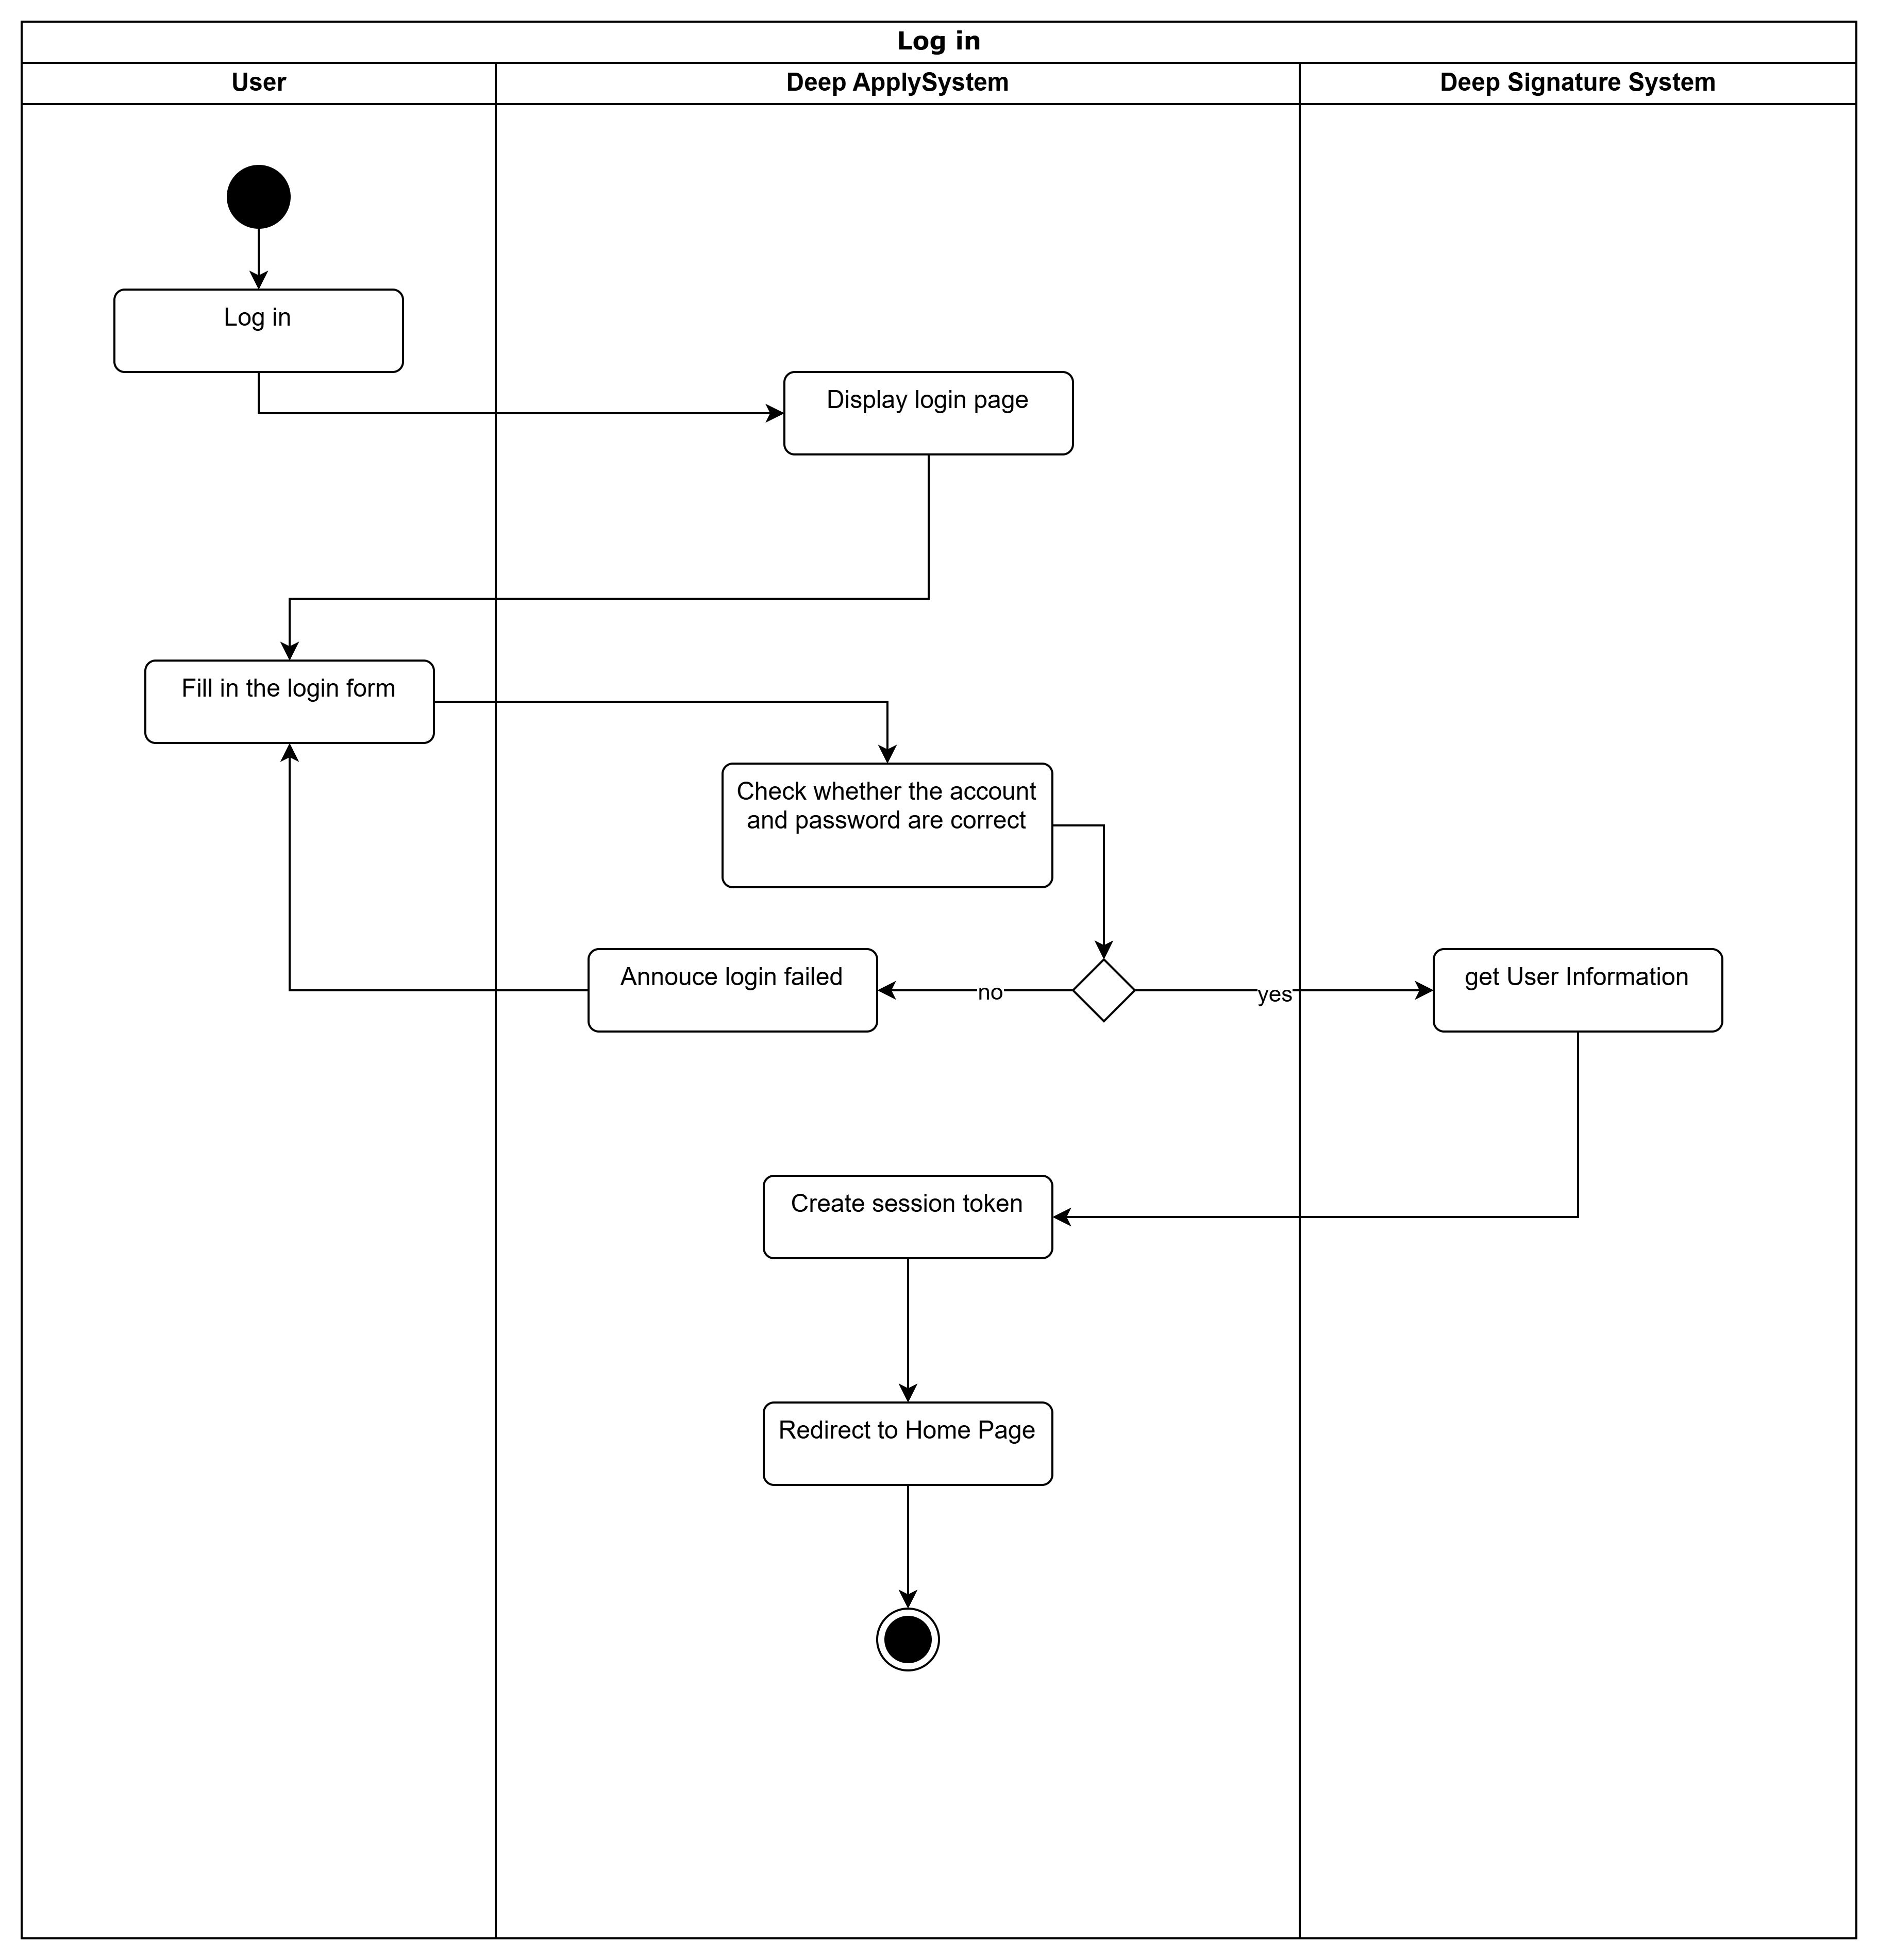 Log in
User
Deep ApplySystem
Deep Signature System
Log in
Display login page
Fill in the login form
Check whether the account
and password are correct
Annouce login failed
no
yes
get User Information
Create session token
Redirect to Home Page